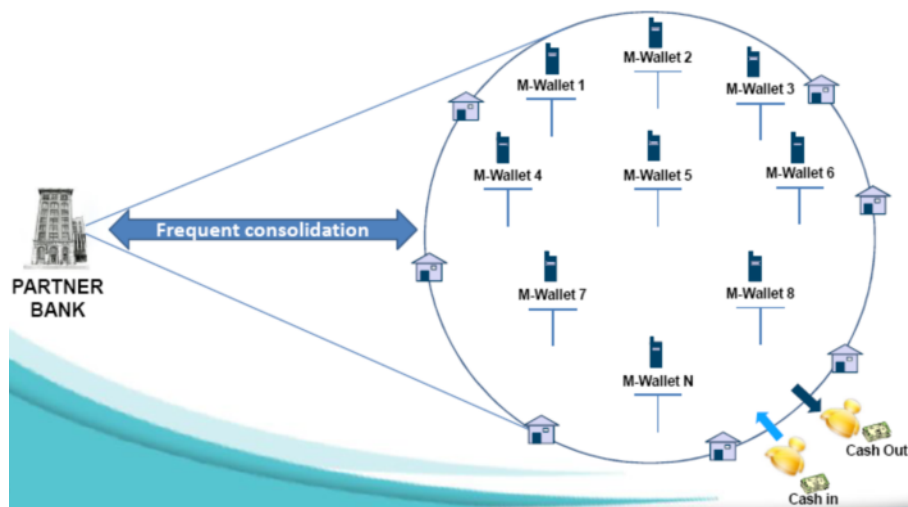 M-Wallet 2
M-Wallet 1
M-Wallet 3
M-Wallet 4
M-Wallet 5
M-Wallet 6
Frequent consolidation
PARTNER
BANK
M-Wallet 7
M-Wallet 8
M-Wallet N
Cash Out
Cash in